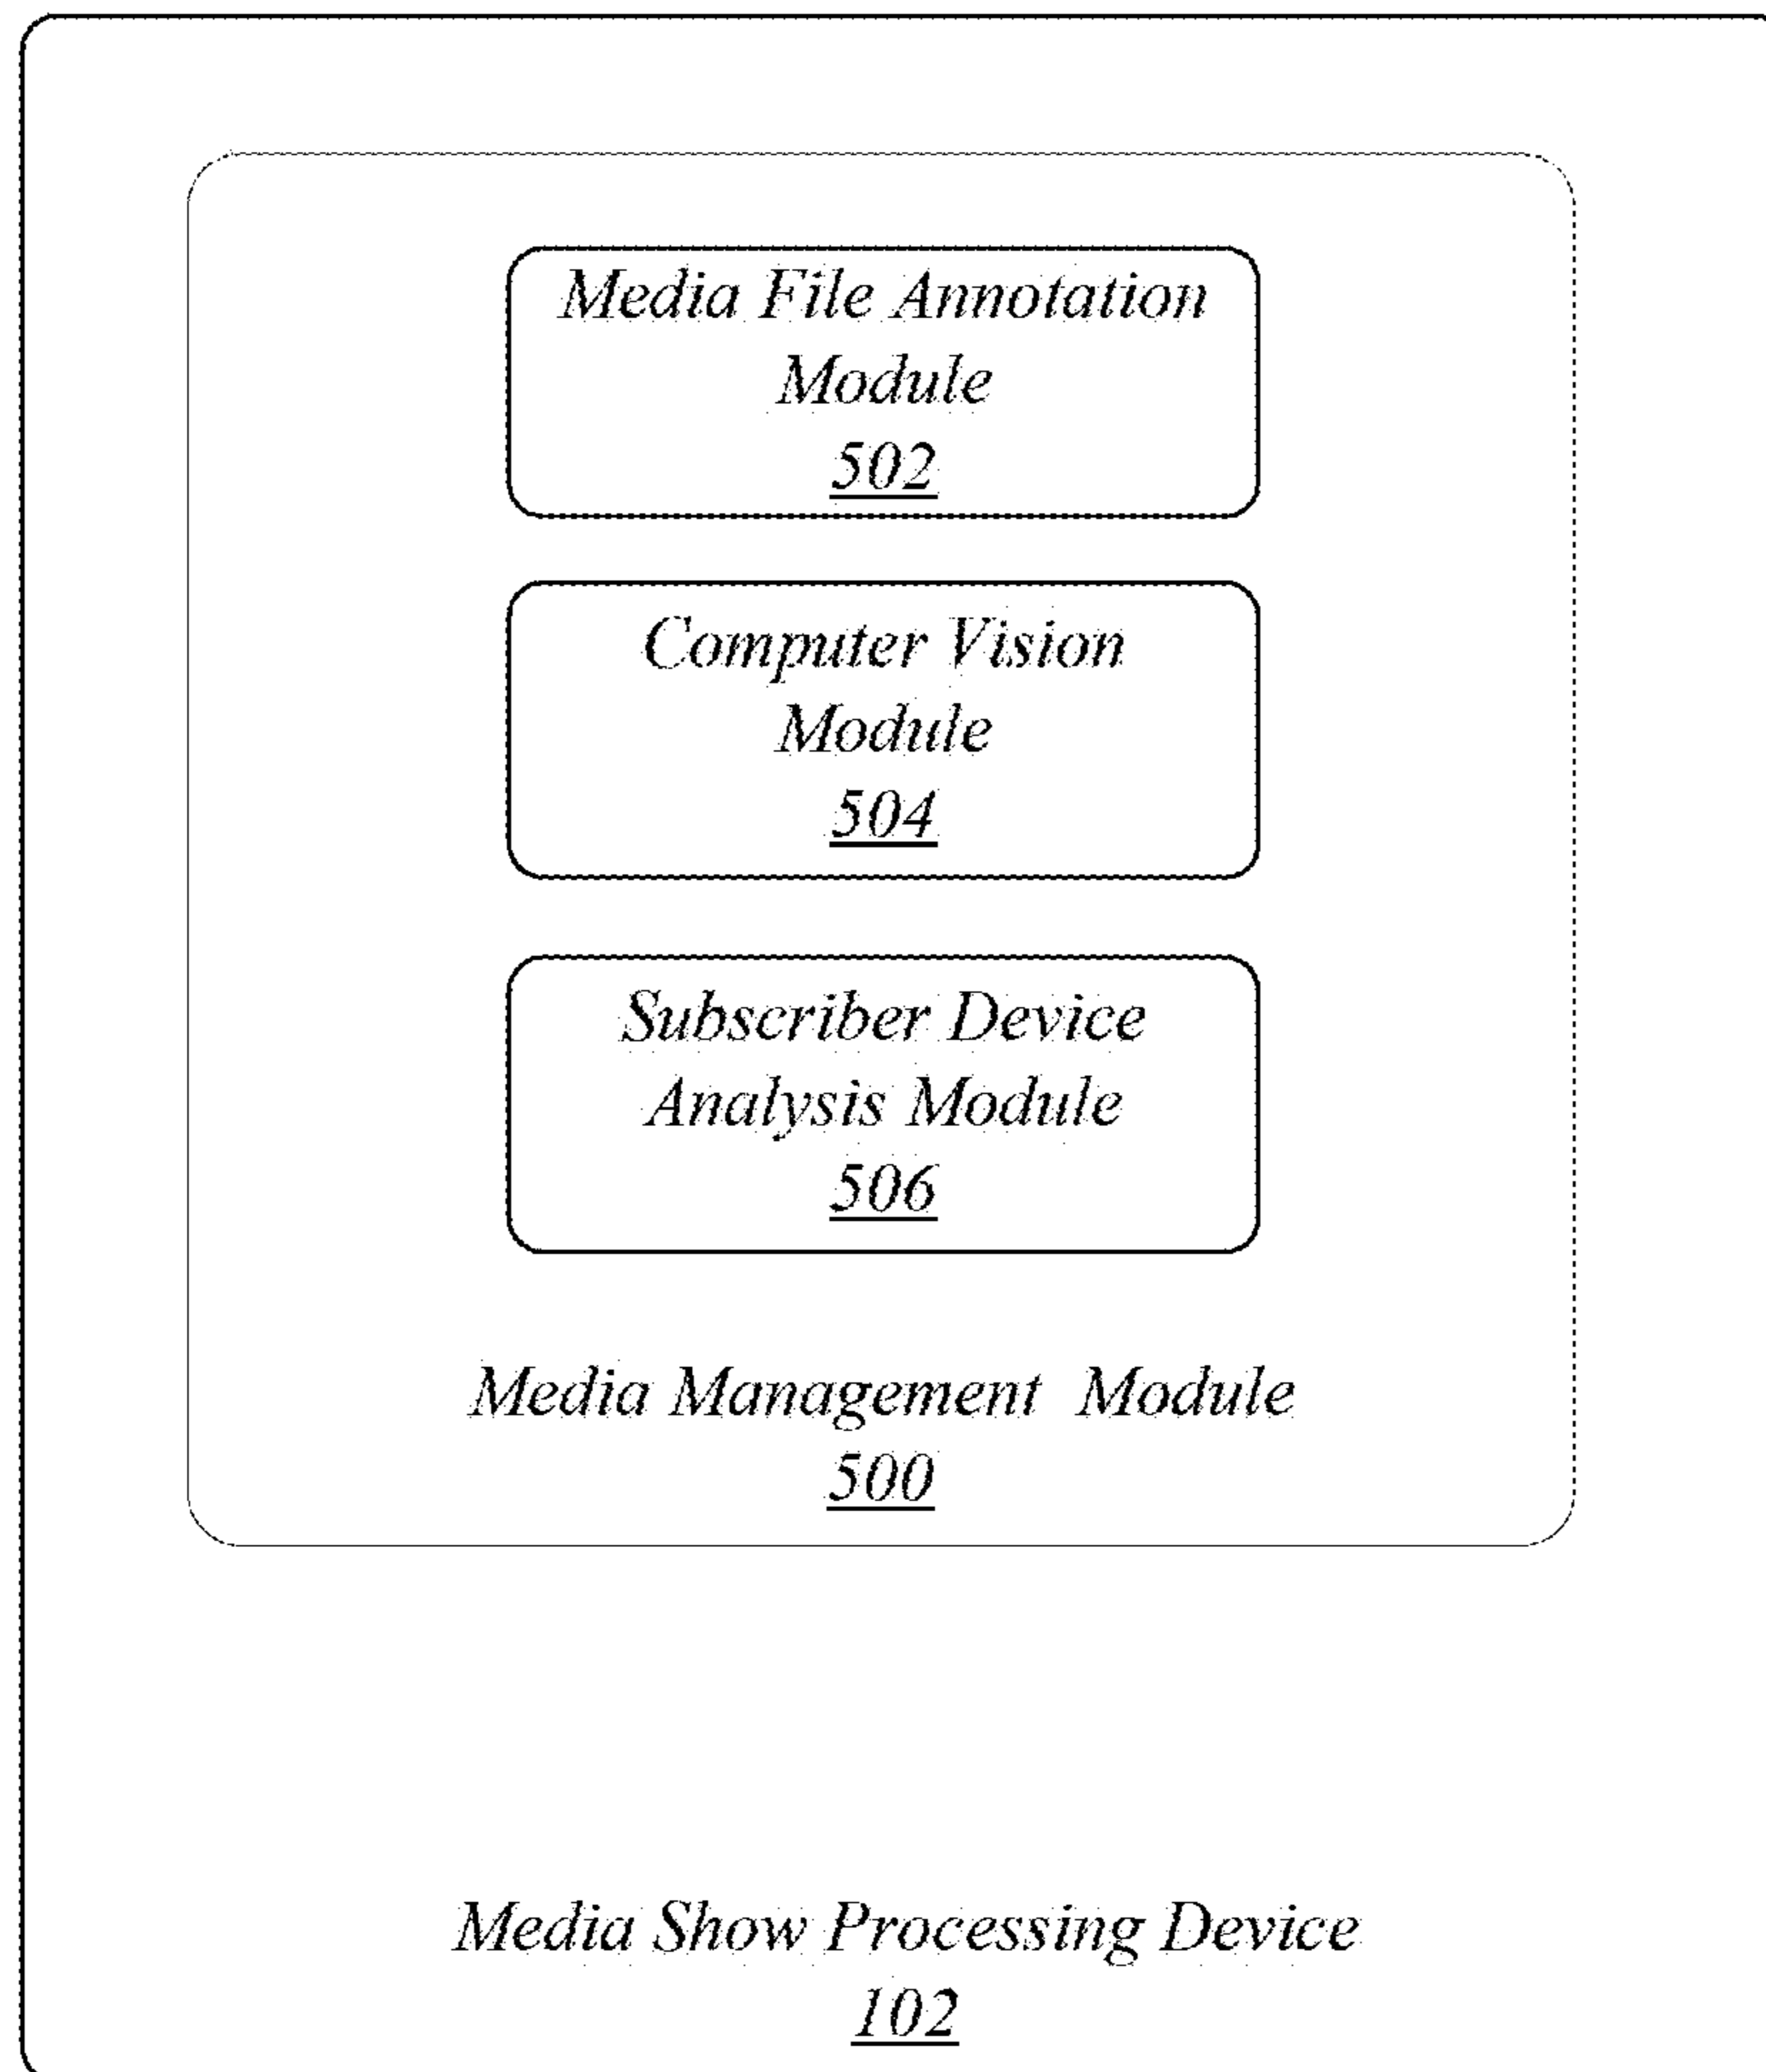 Media File Annotation
Module
502
Computer Vision
Module
504
Subscriber Device
Analysis Module
506
Media Management Module
500
Media Show Processing Device
102